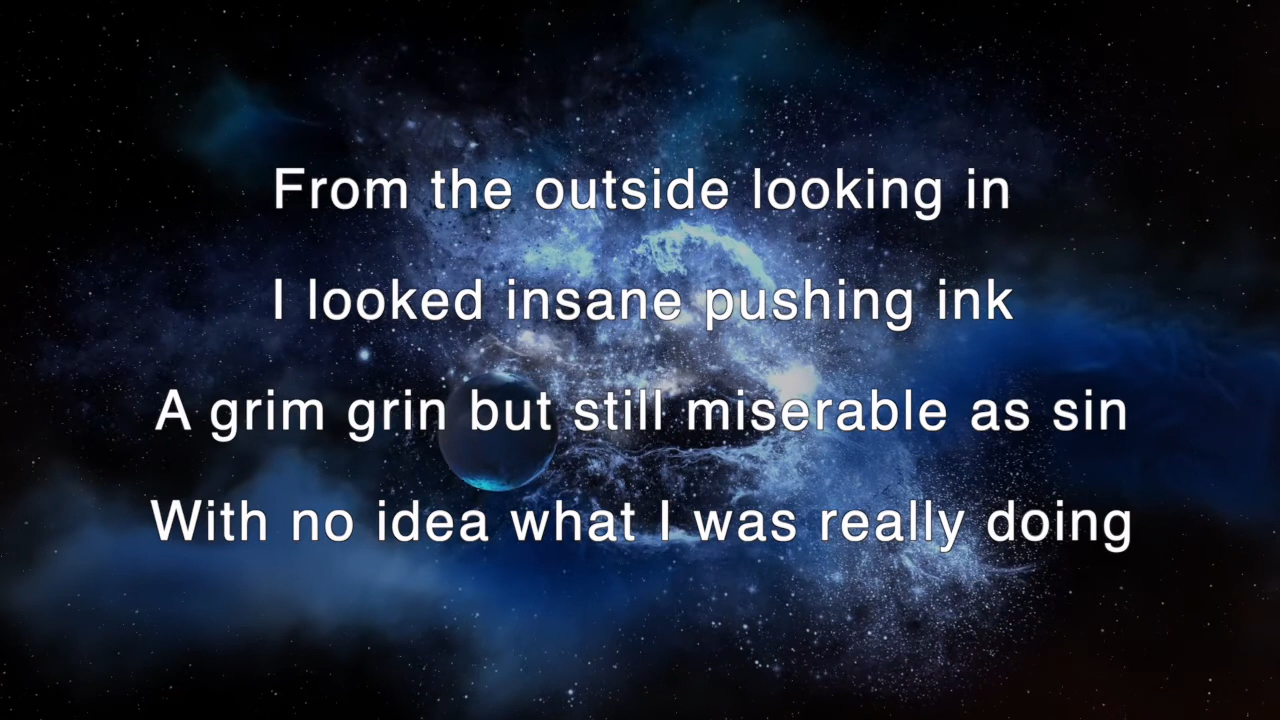 From the outside looking in
I looked insane pushing ink
A grim grin but still miserable as sin
With no idea what I was really doing